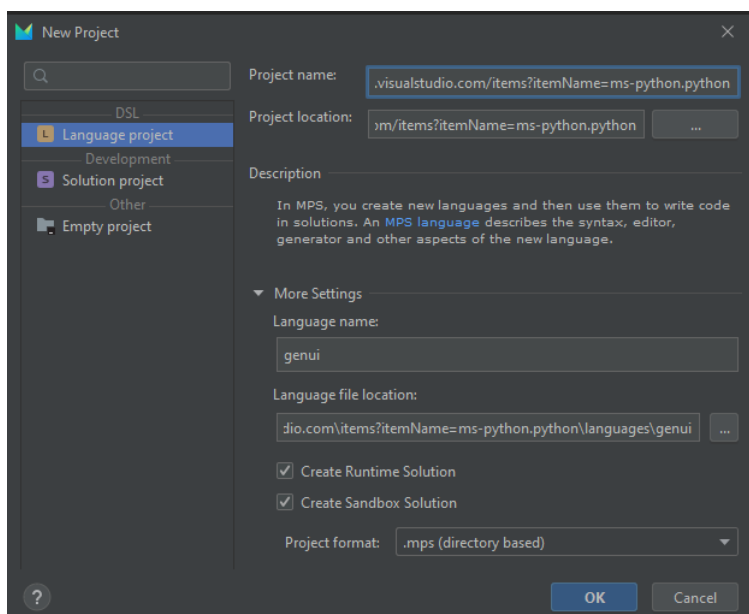 New Project
Project name:
.visualstudio.com/items?itemName=ms-python.python
DSL
Language project
Development
Solution project
Other
Empty project
Project location:
om/items?itemName=ms-python.python
...
Description
In MPS, you create new languages and then use them to write code
in solutions. An MPS language describes the syntax, editor,
generator and other aspects of the new language.
More Settings
Language name:
genui
Language file location:
dio.com\items?itemName=ms-python.python\languages\genui
...
Create Runtime Solution
Create Sandbox Solution
Project format:
.mps (directory based)
?
OK
Cancel